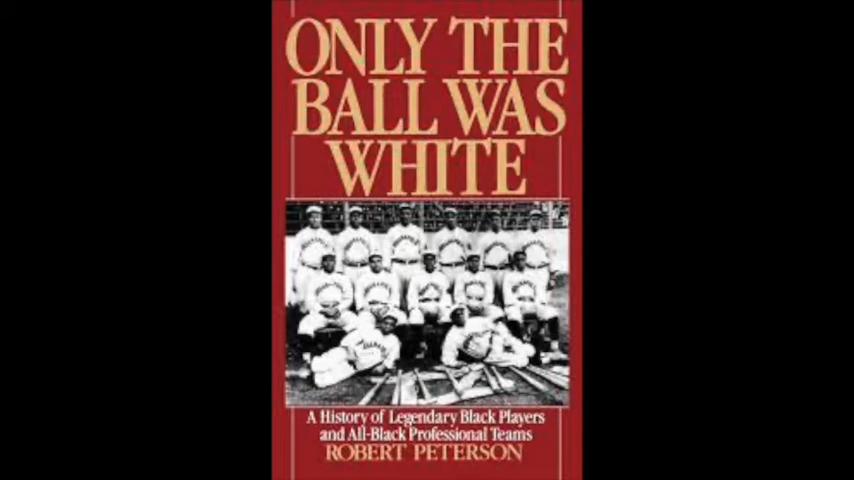 ONLY THE
BALL WAS
WHITE
A History of Legendary Black Players
and All-Black Professional Teams
ROBERT PETERSON